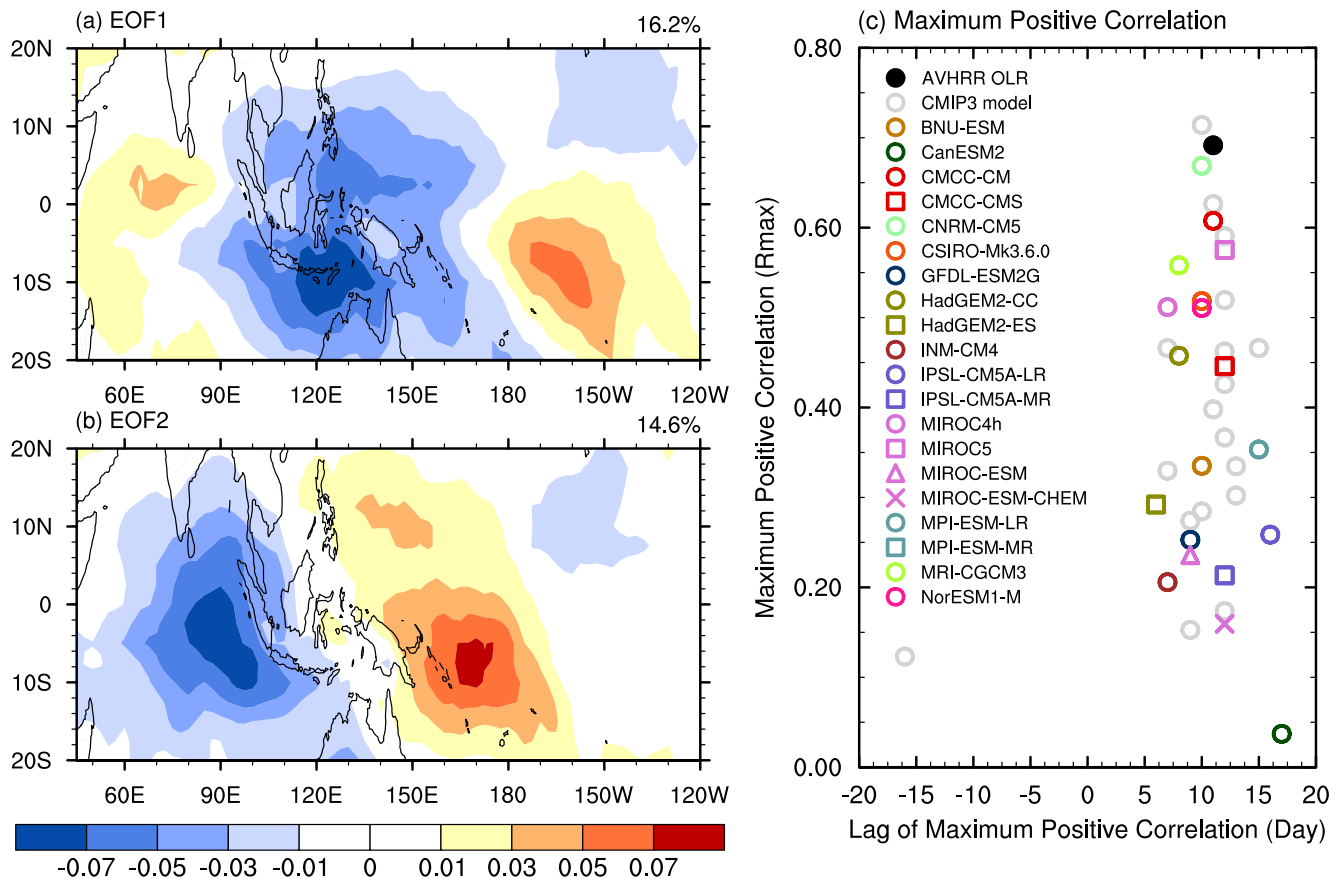 (a) EOF1
16.2%
20N
10N
0
10S
20S
60E 90E 120E 150E 180E 150W 120W
(b) EOF2
14.6%
20N
10N
0
10S
20S
60E 90E 120E 150E 180E 150W 120W
-0.07 -0.05 -0.03 -0.01 0 0.01 0.03 0.05 0.07
(c) Maximum Positive Correlation
Maximum Positive Correlation (Rmax)
0.80
0.60
0.40
0.20
0.00
AVHRR OLR
CMIP3 model
BNU-ESM
CanESM2
CMCC-CM
CMCC-CMS
CNRM-CM5
CSIRO-Mk3.6.0
GFDL-ESM2G
HadGEM2-CC
HadGEM2-ES
INM-CM4
IPSL-CM5A-LR
IPSL-CM5A-MR
MIROC4h
MIROC5
MIROC-ESM
MIROC-ESM-CHEM
MPI-ESM-LR
MPI-ESM-MR
MRI-CGCM3
NorESM1-M
-20 -15 -10 -5 0 5 10 15 20
Lag of Maximum Positive Correlation (Day)